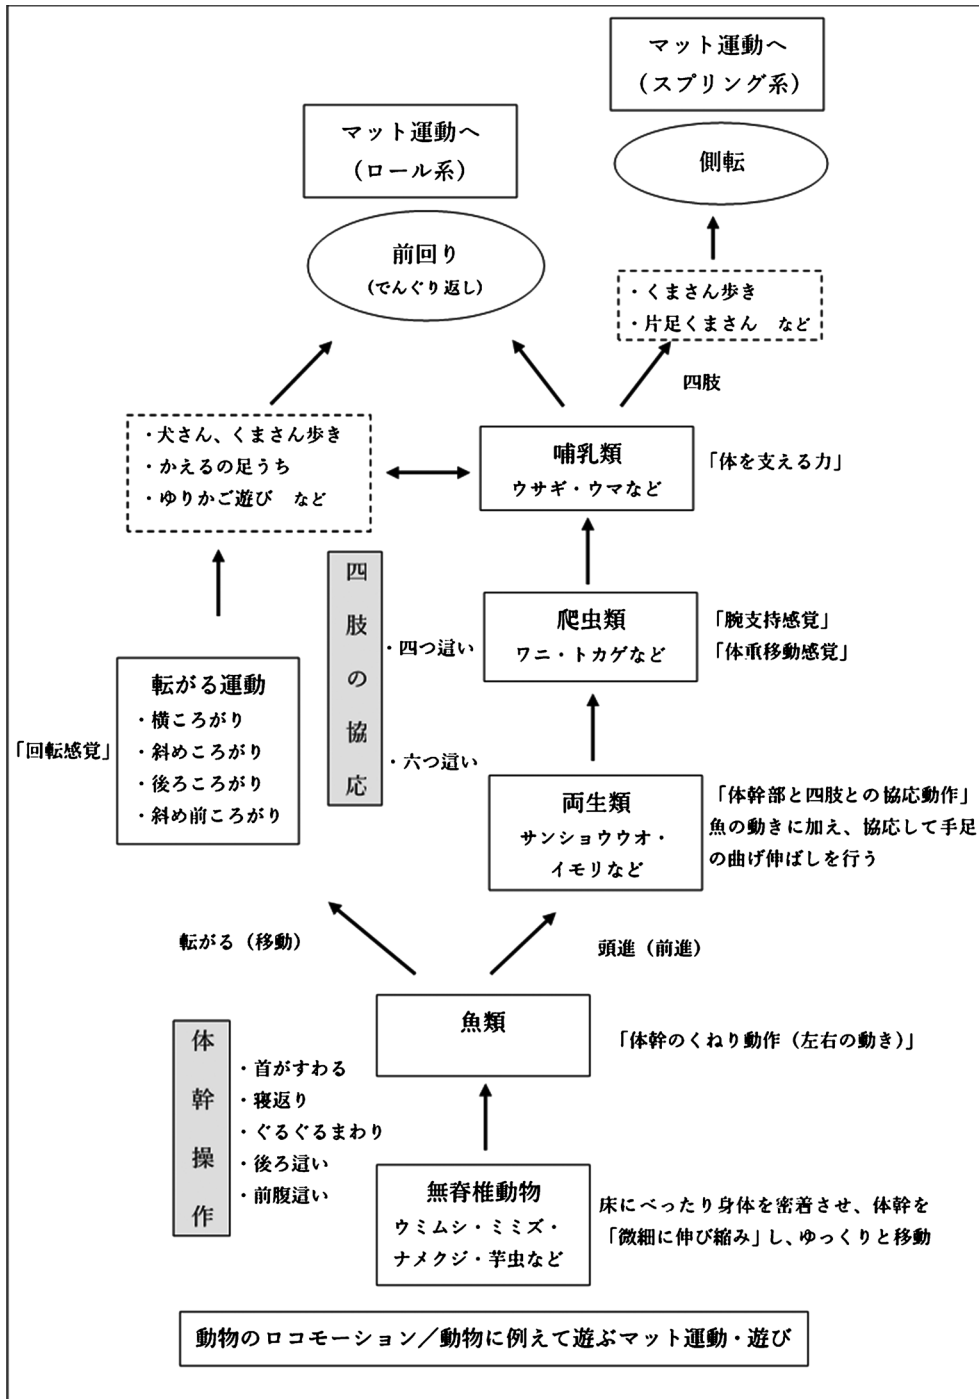 マット運動へ
(スプリング系)
側転
マット運動へ
(ロール系)
前回り
(でんぐり返し)
・くまさん歩き
・片足くまさん　など
四肢
・犬さん、くまさん歩き
・かえるの足うち
・ゆりかご遊び　など
哺乳類
ウサギ・ウマなど
「体を支える力」
四肢の協応
・四つ這い
・六つ這い
爬虫類
ワニ・トカゲなど
「腕支持感覚」
「体重移動感覚」
「回転感覚」
転がる運動
・横ころがり
・斜めころがり
・後ろころがり
・斜め前ころがり
両生類
サンショウウオ・
イモリなど
「体幹部と四肢との協応動作」
魚の動きに加え、協応して手足
の曲げ伸ばしを行う
転がる(移動)
頭進(前進)
魚類
「体幹のくねり動作(左右の動き)」
体幹操作
・首がすわる
・寝返り
・ぐるぐるまわり
・後ろ這い
・前腹這い
無脊椎動物
ウミムシ・ミミズ・
ナメクジ・芋虫など
床にべったり身体を密着させ、体幹を
「微細に伸び縮み」し、ゆっくりと移動
動物のロコモーション／動物に例えて遊ぶマット運動・遊び